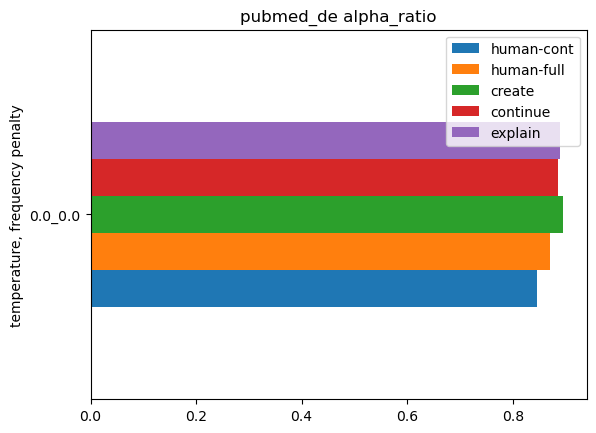 pubmed_de alpha_ratio
human-cont
human-full
create
continue
explain
temperature, frequency penalty
0.0_0.0
0.0 0.2 0.4 0.6 0.8